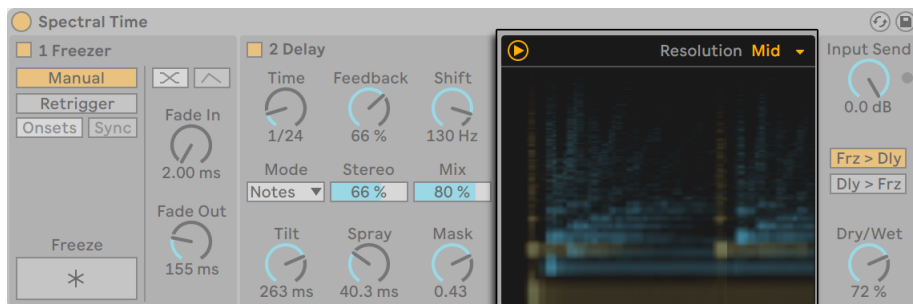 Spectral Time
1 Freezer
Manual
Retrigger
Onsets Sync
Fade In
2.00 ms
Fade Out
155 ms
Freeze
2 Delay
Time Feedback Shift
1/24 66 % 130 Hz
Mode Stereo Mix
Notes 66 % 80 %
Tilt Spray Mask
263 ms 40.3 ms 0.43
Resolution Mid
Input Send
0.0 dB
Frz > Dly
Dly > Frz
Dry/Wet
72 %